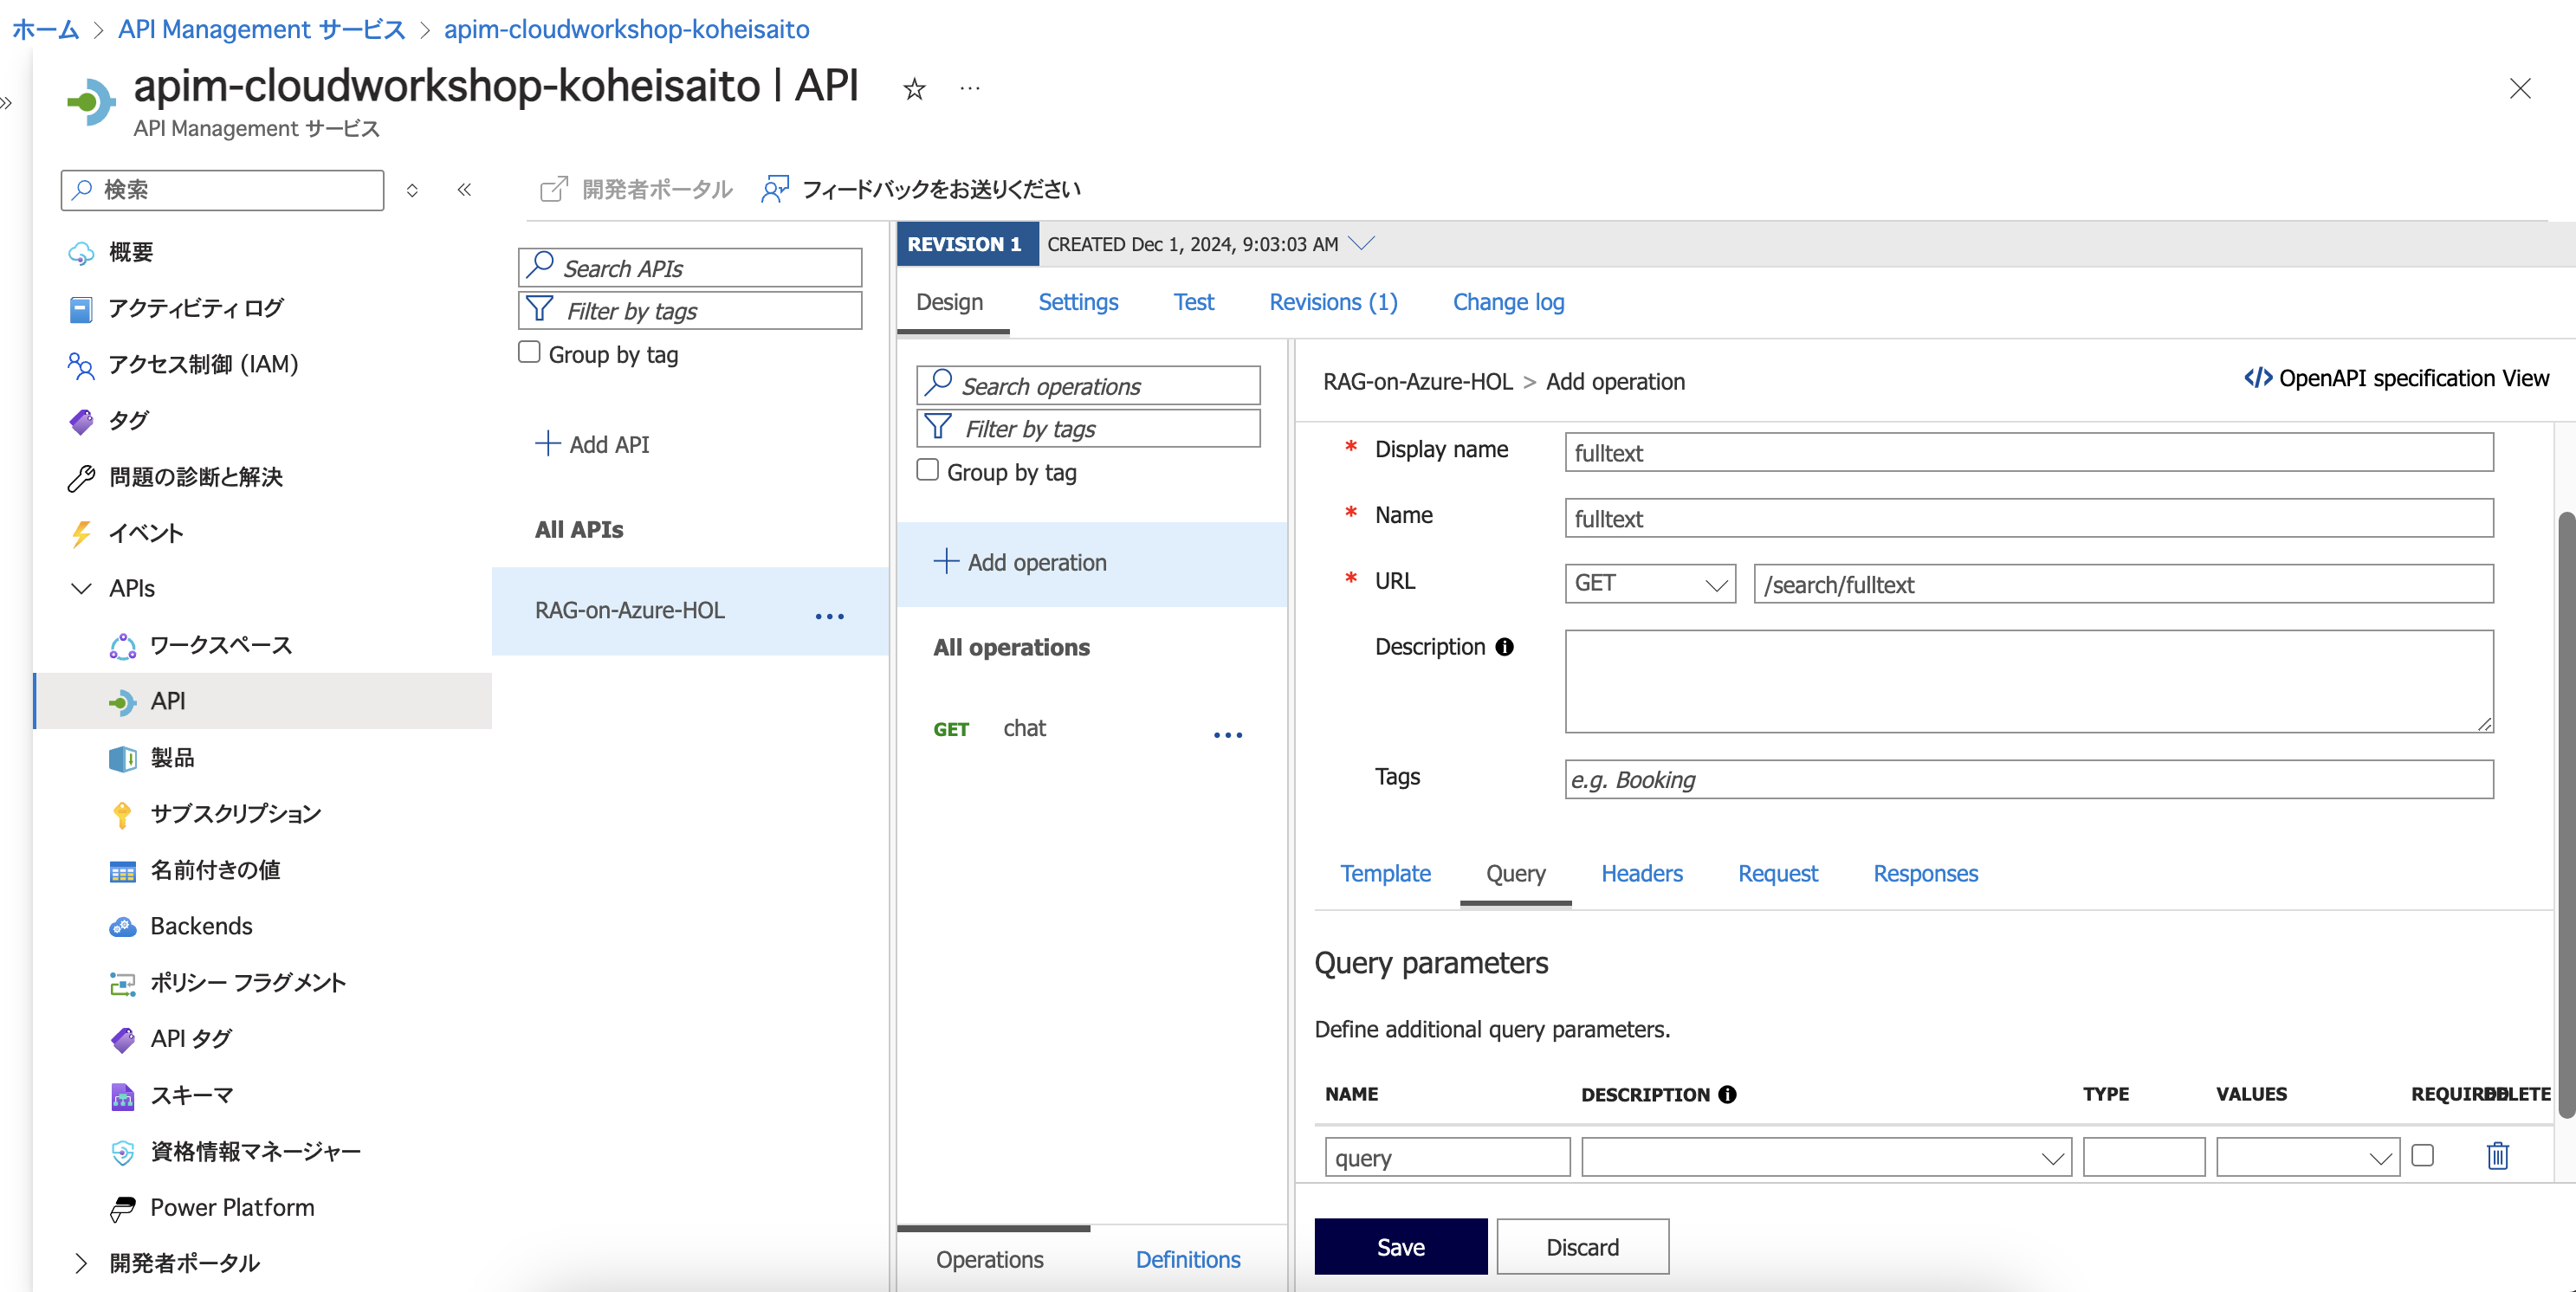 ホーム > API Management サービス > apim-cloudworkshop-koheisaito
apim-cloudworkshop-koheisaito | API
API Management サービス
検索
概要
アクティビティ ログ
アクセス制御 (IAM)
タグ
問題の診断と解決
イベント
APIs
ワークスペース
API
製品
サブスクリプション
名前付きの値
Backends
ポリシー フラグメント
API タグ
スキーマ
資格情報マネージャー
Power Platform
開発者ポータル
開発者ポータル フィードバックをお送りください
Search APIs
Filter by tags
Group by tag
Add API
All APIs
RAG-on-Azure-HOL
REVISION 1 CREATED Dec 1, 2024, 9:03:03 AM
Design Settings Test Revisions (1) Change log
Search operations
Filter by tags
Group by tag
Add operation
All operations
GET chat
Operations Definitions
RAG-on-Azure-HOL > Add operation
OpenAPI specification View
* Display name fulltext
* Name fulltext
* URL GET /search/fulltext
Description
Tags e.g. Booking
Template Query Headers Request Responses
Query parameters
Define additional query parameters.
NAME DESCRIPTION TYPE VALUES REQUIRED DELETE
query
Save Discard